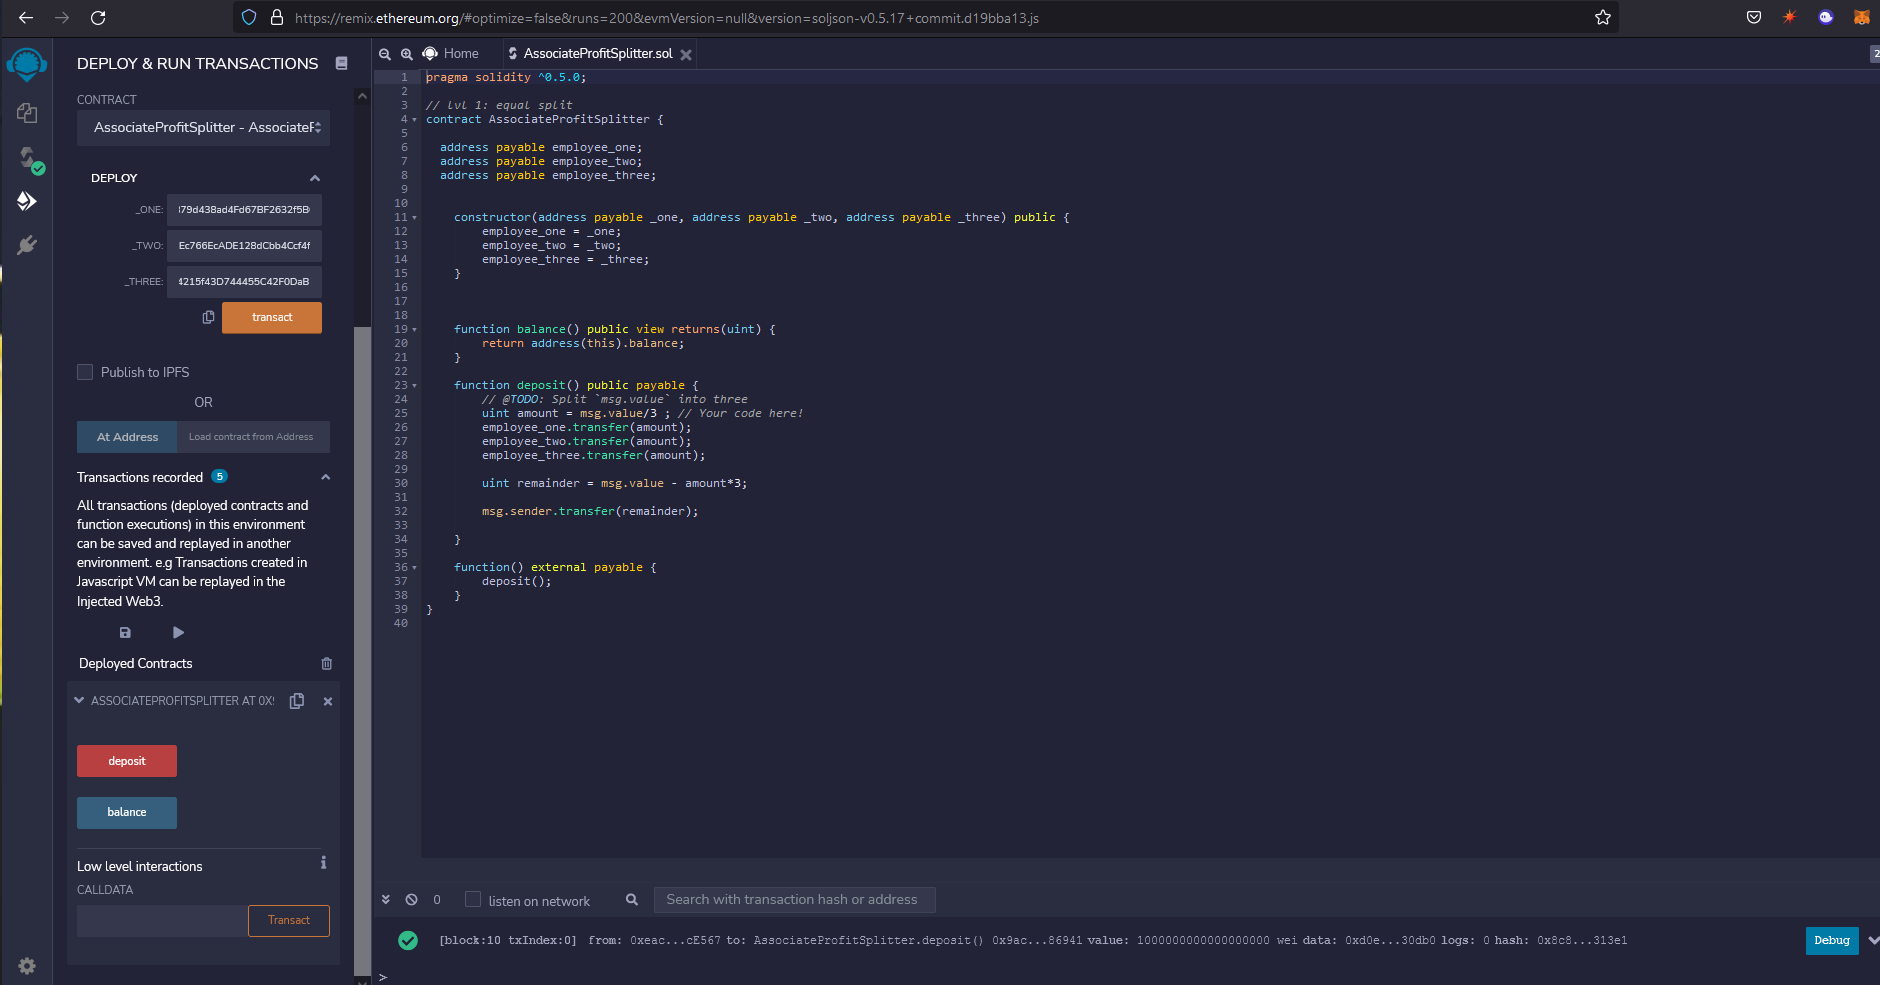 https://remix.ethereum.org/#optimize=false&runs=200&evmVersion=null&version=soljson-v0.5.17+commit.d19bba13.js
DEPLOY & RUN TRANSACTIONS
CONTRACT
AssociateProfitSplitter - AssociateF
DEPLOY
_ONE: 179d438ad4Fd67BF2632f5B
_TWO: Ec766EcADE128dCbb4Ccf4f
_THREE: 4215f43D744455C42F0DaB
transact
Publish to IPFS
OR
At Address Load contract from Address
Transactions recorded 5
All transactions (deployed contracts and
function executions) in this environment
can be saved and replayed in another
environment. e.g Transactions created in
Javascript VM can be replayed in the
Injected Web3.
Deployed Contracts
ASSOCIATEPROFITSPLITTER AT 0X9
deposit
balance
Low level interactions
CALLDATA
Transact
Home AssociateProfitSplitter.sol
2
1 pragma solidity ^0.5.0;
2
3 // lvl 1: equal split
4 contract AssociateProfitSplitter {
5
6 address payable employee_one;
7 address payable employee_two;
8 address payable employee_three;
9
10
11 constructor(address payable _one, address payable _two, address payable _three) public {
12 employee_one = _one;
13 employee_two = _two;
14 employee_three = _three;
15 }
16
17
18
19 function balance() public view returns(uint) {
20 return address(this).balance;
21 }
22
23 function deposit() public payable {
24 // @TODO: Split `msg.value` into three
25 uint amount = msg.value/3 ; // Your code here!
26 employee_one.transfer(amount);
27 employee_two.transfer(amount);
28 employee_three.transfer(amount);
29
30 uint remainder = msg.value - amount*3;
31
32 msg.sender.transfer(remainder);
33
34 }
35
36 function() external payable {
37 deposit();
38 }
39 }
40
0 listen on network Search with transaction hash or address
[block:10 txIndex:0] from: 0xeac...cE567 to: AssociateProfitSplitter.deposit() 0x9ac...86941 value: 1000000000000000000 wei data: 0xd0e...30db0 logs: 0 hash: 0x8c8...313e1
Debug
>